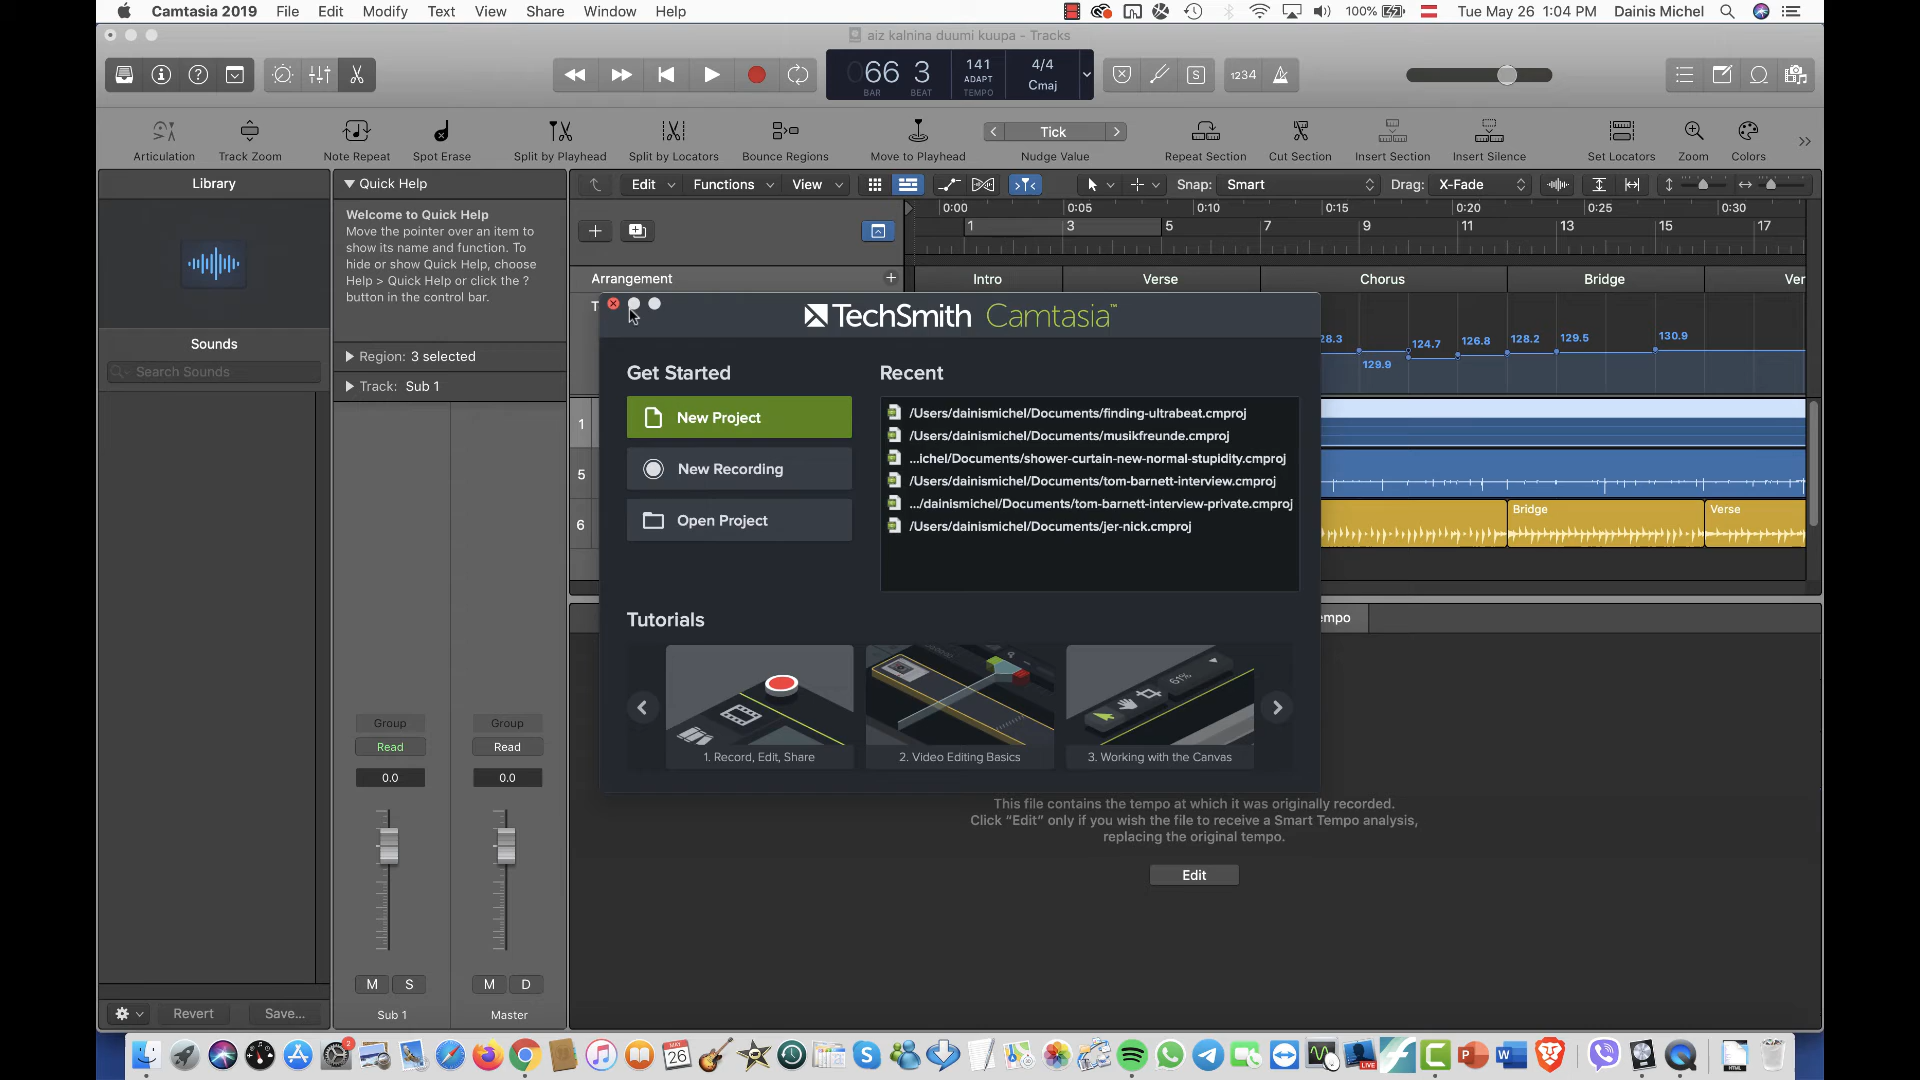 Camtasia 2019 File Edit Modify Text View Share Window Help 100% Tue May 26 1:04 PM Dainis Michel
aiz kalnina duumi kuupa - Tracks
066 3 141 ADAPT 4/4 Cmaj
BAR BEAT TEMPO
S 1234
Articulation Track Zoom Note Repeat Spot Erase Split by Playhead Split by Locators Bounce Regions Move to Playhead Tick Nudge Value Repeat Section Cut Section Insert Section Insert Silence Set Locators Zoom Colors
Library
Quick Help
Edit Functions View Snap: Smart Drag: X-Fade
Welcome to Quick Help
Move the pointer over an item to
show its name and function. To
hide or show Quick Help, choose
Help > Quick Help or click the ?
button in the control bar.
0:00 0:05 0:10 0:15 0:20 0:25 0:30
1 3 5 7 9 11 13 15 17
Arrangement
Intro Verse Chorus Bridge Ver
T
28.3 129.9 124.7 126.8 128.2 129.5 130.9
Sounds
Search Sounds
Region: 3 selected
Track: Sub 1
TechSmith Camtasia™
Get Started
New Project
New Recording
Open Project
Recent
/Users/dainismichel/Documents/finding-ultrabeat.cmproj
/Users/dainismichel/Documents/musikfreunde.cmproj
...ichel/Documents/shower-curtain-new-normal-stupidity.cmproj
/Users/dainismichel/Documents/tom-barnett-interview.cmproj
.../dainismichel/Documents/tom-barnett-interview-private.cmproj
/Users/dainismichel/Documents/jer-nick.cmproj
1
5
6
Bridge Verse
empo
Tutorials
61%
1. Record, Edit, Share
2. Video Editing Basics
3. Working with the Canvas
This file contains the tempo at which it was originally recorded.
Click "Edit" only if you wish the file to receive a Smart Tempo analysis,
replacing the original tempo.
Edit
Group Group
Read Read
0.0 0.0
M S M D
Sub 1 Master
Revert Save...
2
MAY
26
LIVE
HTML